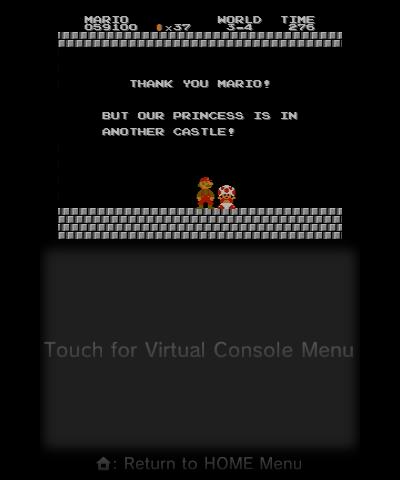 MARIO WORLD TIME
059100 x37 3-4 276
THANK YOU MARIO!
BUT OUR PRINCESS IS IN
ANOTHER CASTLE!
Touch for Virtual Console Menu
: Return to HOME Menu